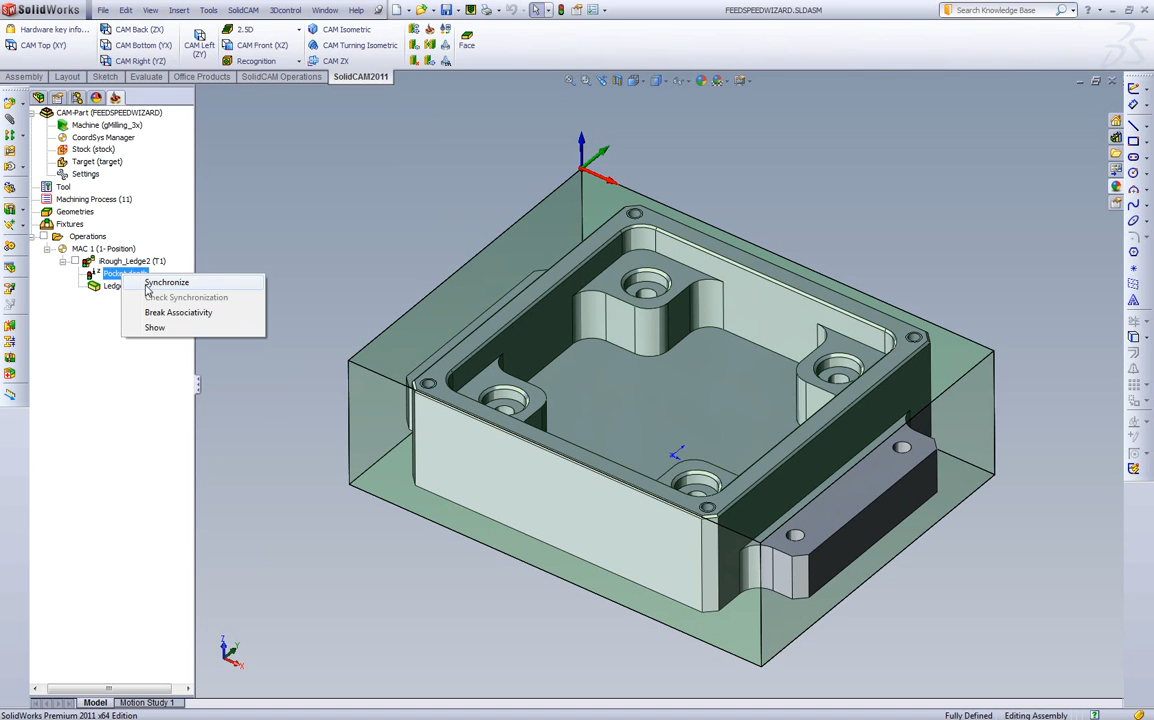 SolidWorks File Edit View Insert Tools SolidCAM 3Dcontrol Window Help FEEDSPEEDWIZARD.SLDASM Search Knowledge Base
Hardware key info... CAM Back (ZX) 2.5D CAM Isometric
CAM Top (XY) CAM Bottom (YX) CAM Left (ZY) CAM Front (XZ) CAM Turning Isometric Face
CAM Right (YZ) Recognition CAM ZX
Assembly Layout Sketch Evaluate Office Products SolidCAM Operations SolidCAM2011
CAM-Part (FEEDSPEEDWIZARD)
Machine (gMilling_3x)
CoordSys Manager
Stock (stock)
Target (target)
Settings
Tool
Machining Process (11)
Geometries
Fixtures
Operations
MAC 1 (1- Position)
iRough_Ledge2 (T1)
Ledg
Synchronize
Check Synchronization
Break Associativity
Show
Z
Y
X
Model Motion Study 1
SolidWorks Premium 2011 x64 Edition Fully Defined Editing Assembly